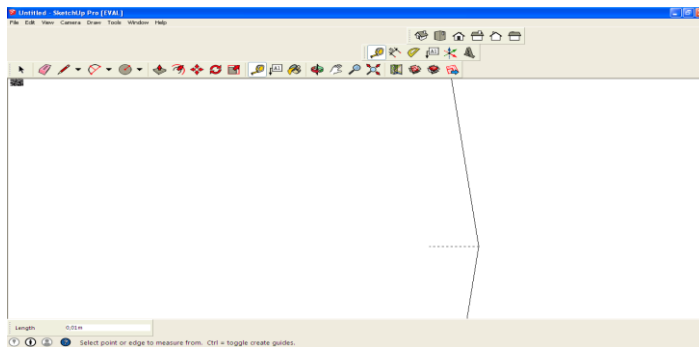 Untitled - SketchUp Pro (EVAL)
File Edit View Camera Draw Tools Window Help
Length 0.01m
Select point or edge to measure from. Ctrl = toggle create guides.